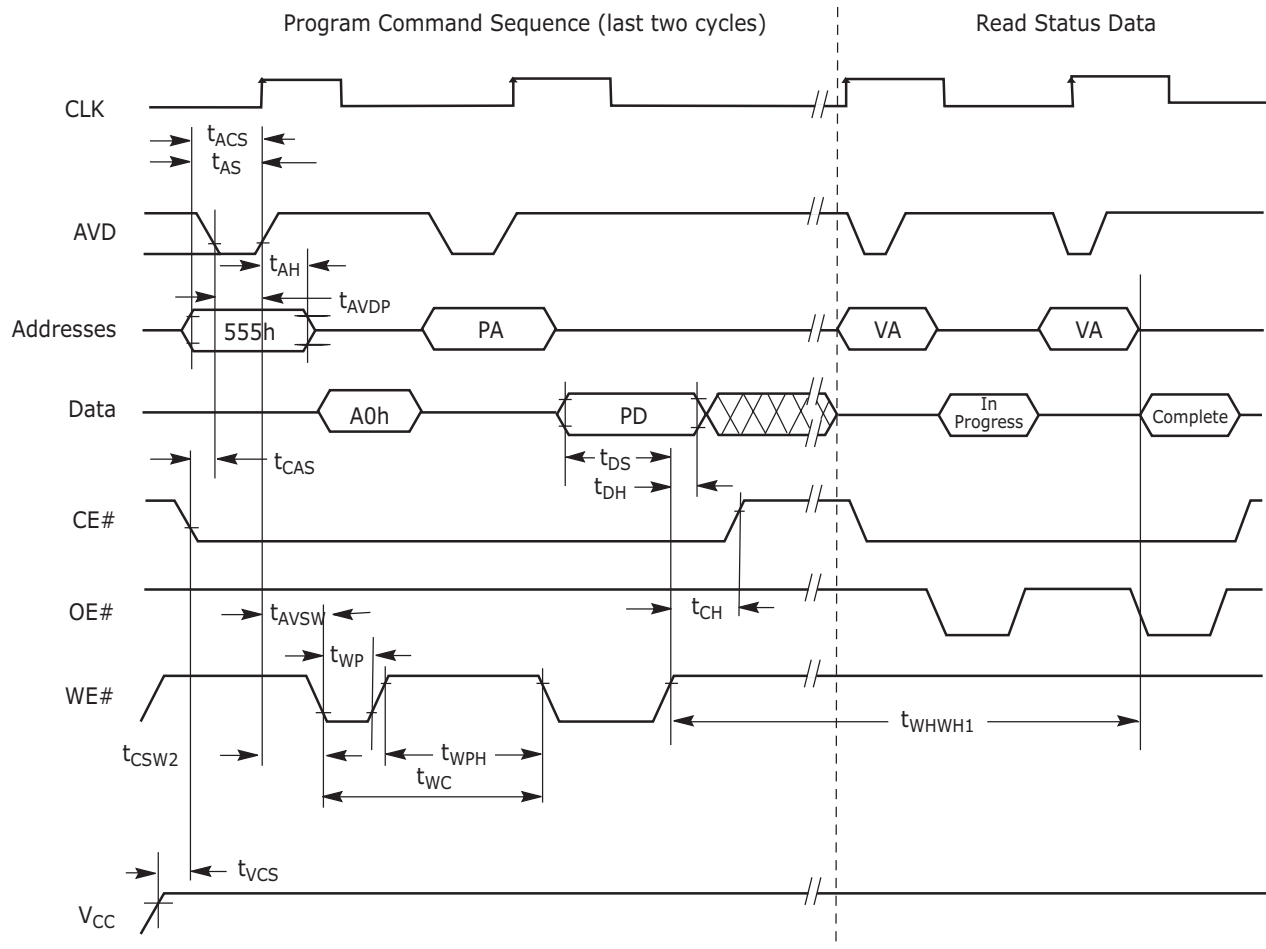 Program Command Sequence (last two cycles)
Read Status Data
CLK
tACS
tAS
AVD
tAH
tAVDP
Addresses
555h
PA
VA
VA
Data
A0h
PD
In
Progress
Complete
tCAS
tDS
tDH
CE#
OE#
tAVSW
tCH
tWP
WE#
tWHWH1
tCSW2
tWPH
tWC
tVCS
VCC